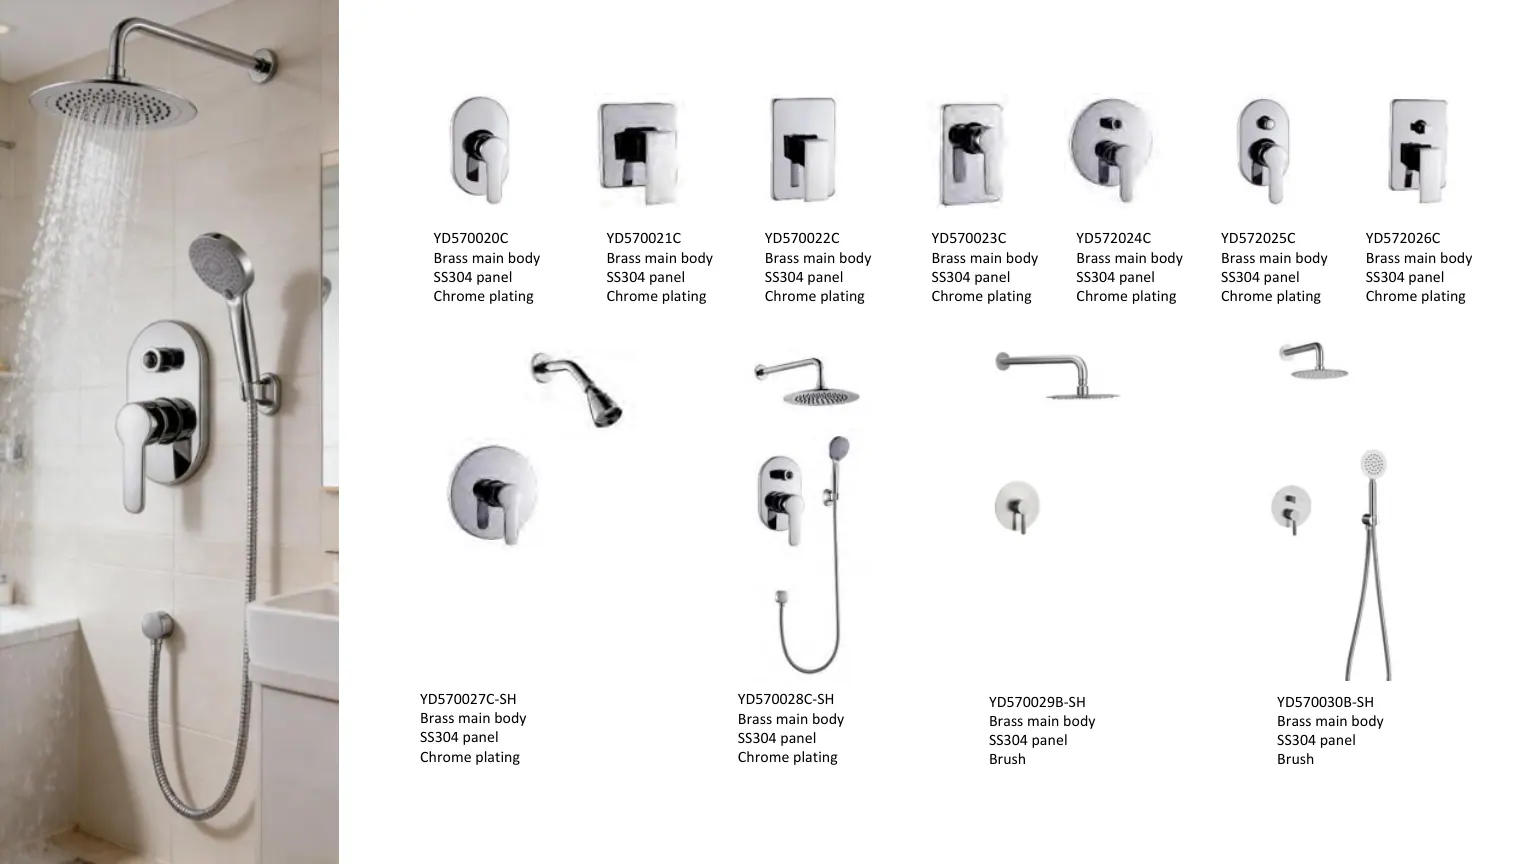 YD570020C
Brass main body
SS304 panel
Chrome plating
YD570021C
Brass main body
SS304 panel
Chrome plating
YD570022C
Brass main body
SS304 panel
Chrome plating
YD570023C
Brass main body
SS304 panel
Chrome plating
YD572024C
Brass main body
SS304 panel
Chrome plating
YD572025C
Brass main body
SS304 panel
Chrome plating
YD572026C
Brass main body
SS304 panel
Chrome plating
YD570027C-SH
Brass main body
SS304 panel
Chrome plating
YD570028C-SH
Brass main body
SS304 panel
Chrome plating
YD570029B-SH
Brass main body
SS304 panel
Brush
YD570030B-SH
Brass main body
SS304 panel
Brush